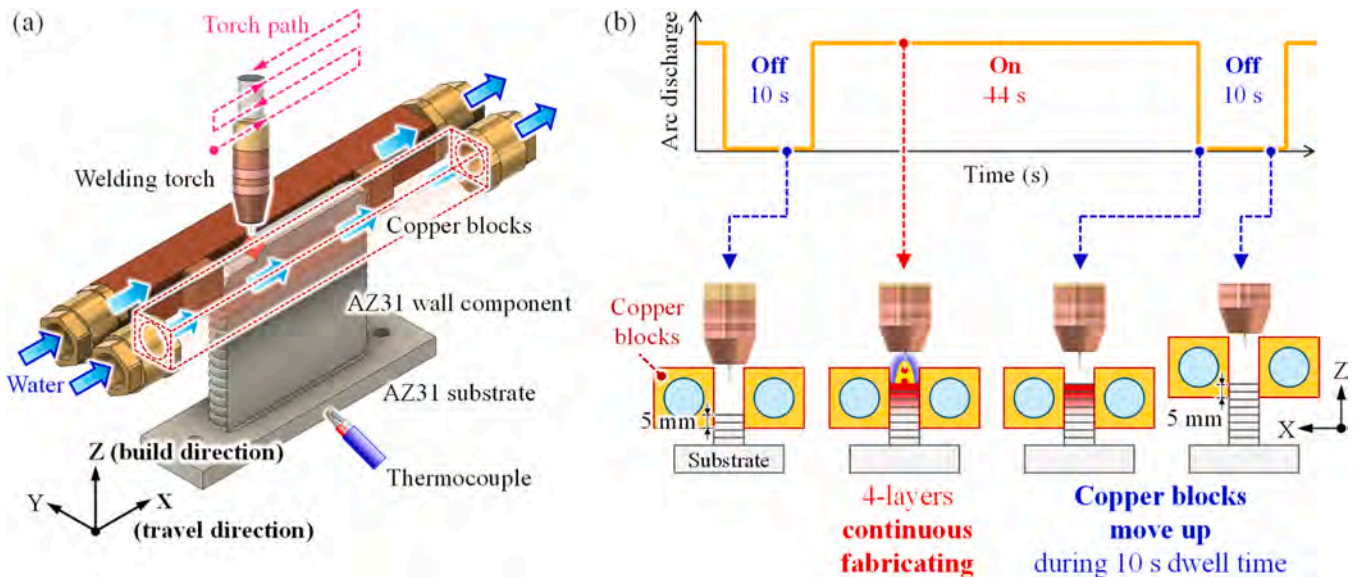 (a)
Torch path
Welding torch
Copper blocks
AZ31 wall component
Water
AZ31 substrate
Z (build direction)
Thermocouple
Y
X
(travel direction)
(b)
Arc discharge
Off
10 s
On
44 s
Off
10 s
Time (s)
Copper
blocks
5 mm
Substrate
5 mm
Z
X
4-layers
continuous
fabricating
Copper blocks
move up
during 10 s dwell time